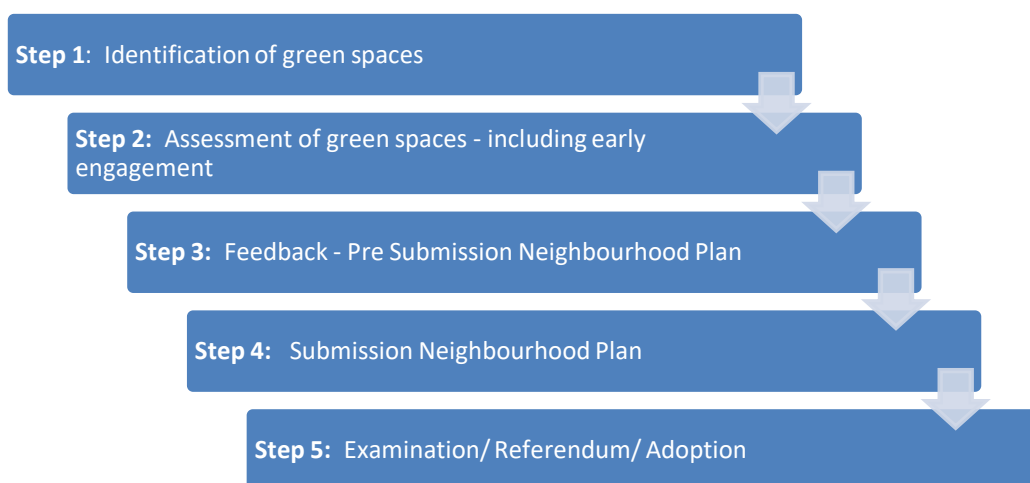 Step 1: Identification of green spaces
Step 2: Assessment of green spaces - including early
engagement
Step 3: Feedback - Pre Submission Neighbourhood Plan
Step 4: Submission Neighbourhood Plan
Step 5: Examination/ Referendum/ Adoption